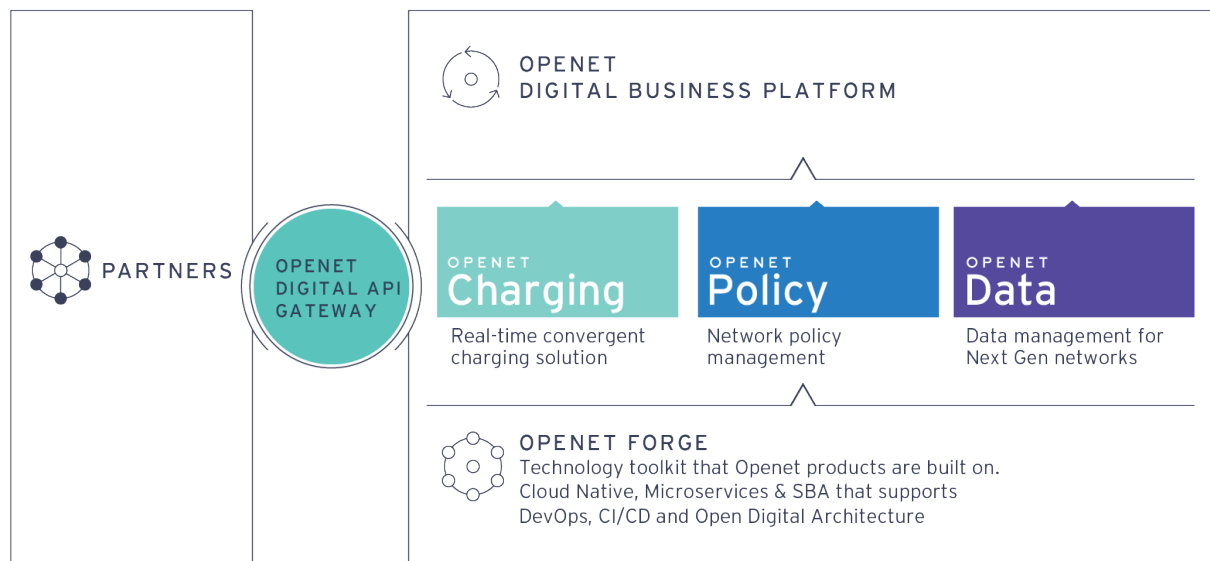 OPENET
DIGITAL BUSINESS PLATFORM
PARTNERS
OPENET
DIGITAL API
GATEWAY
OPENET
Charging
Real-time convergent
charging solution
OPENET
Policy
Network policy
management
OPENET
Data
Data management for
Next Gen networks
OPENET FORGE
Technology toolkit that Openet products are built on.
Cloud Native, Microservices & SBA that supports
DevOps, CI/CD and Open Digital Architecture